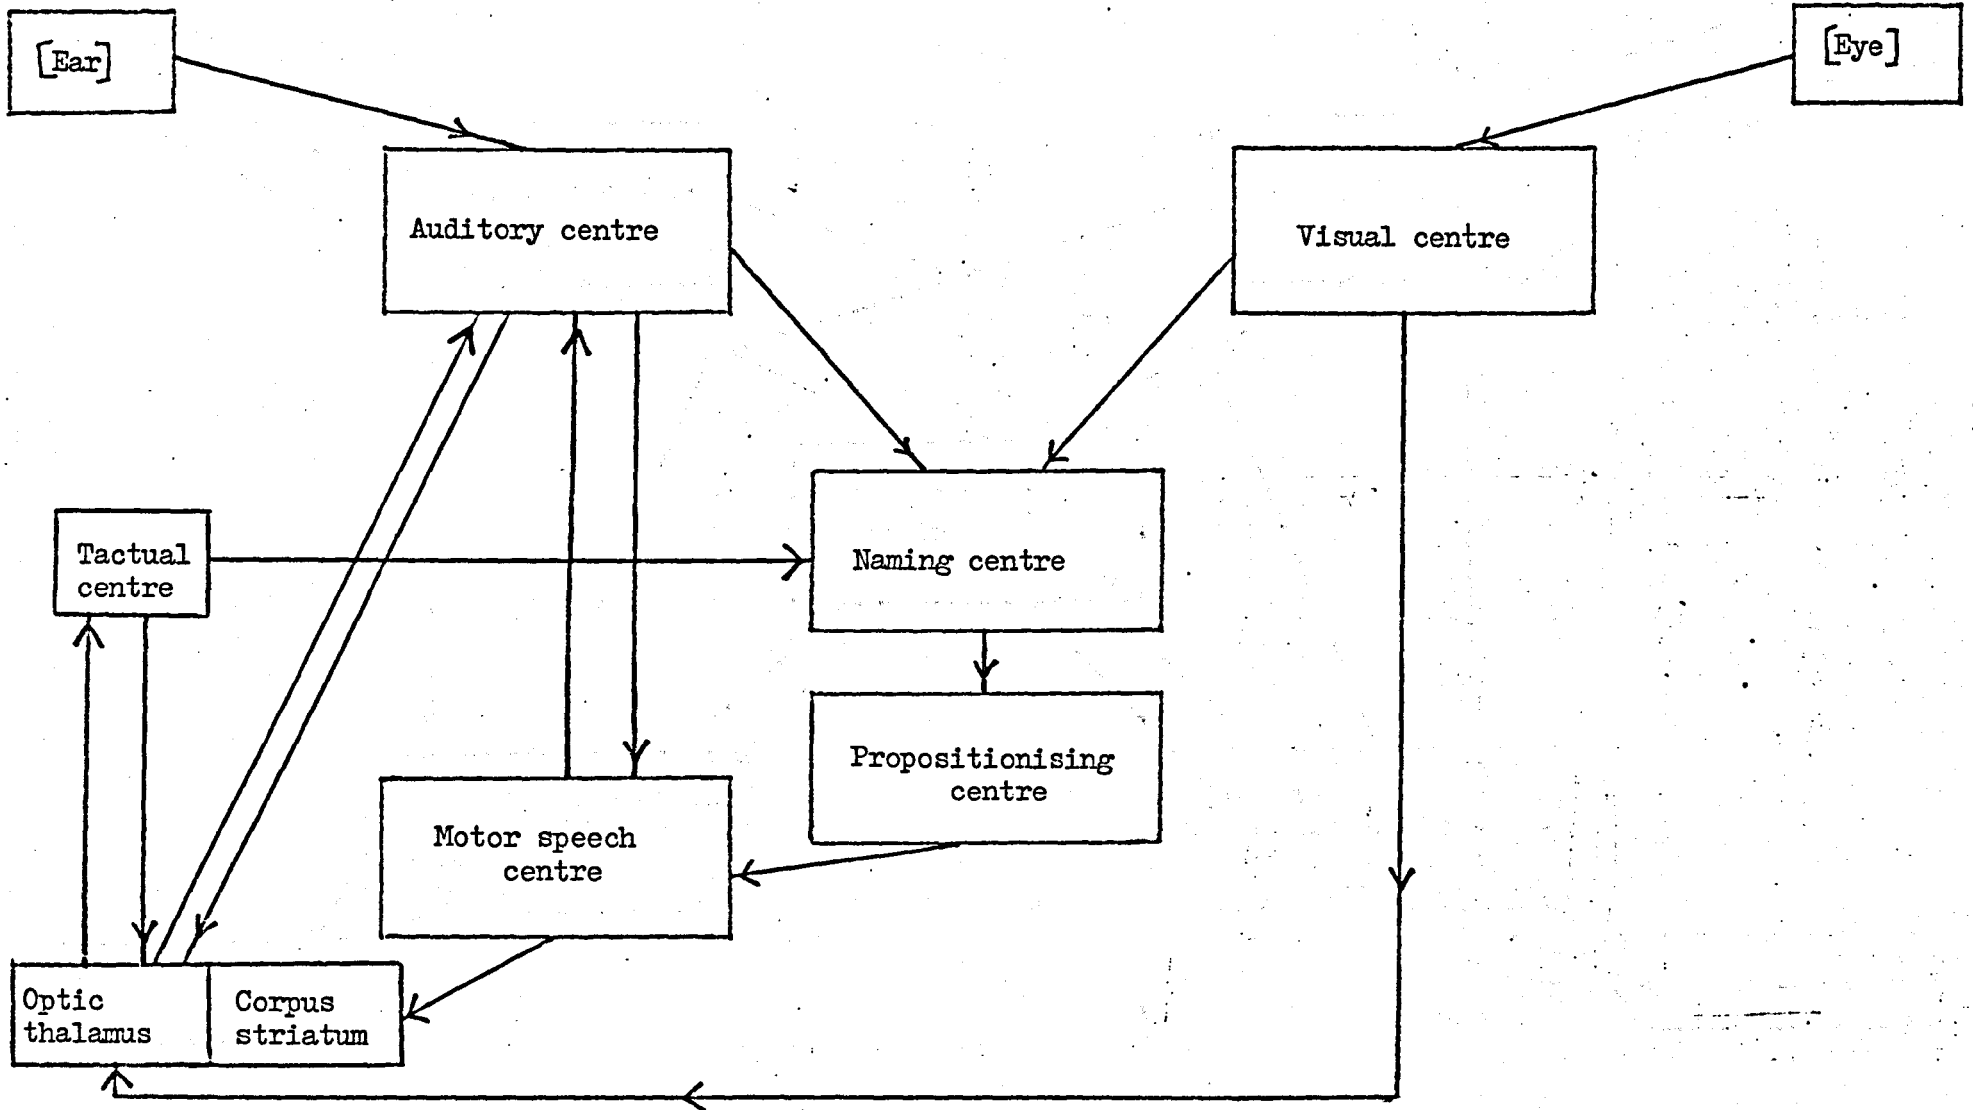 [Ear]
[Eye]
Auditory centre
Visual centre
Tactual
centre
Naming centre
Propositionising
centre
Motor speech
centre
Optic
thalamus
Corpus
striatum